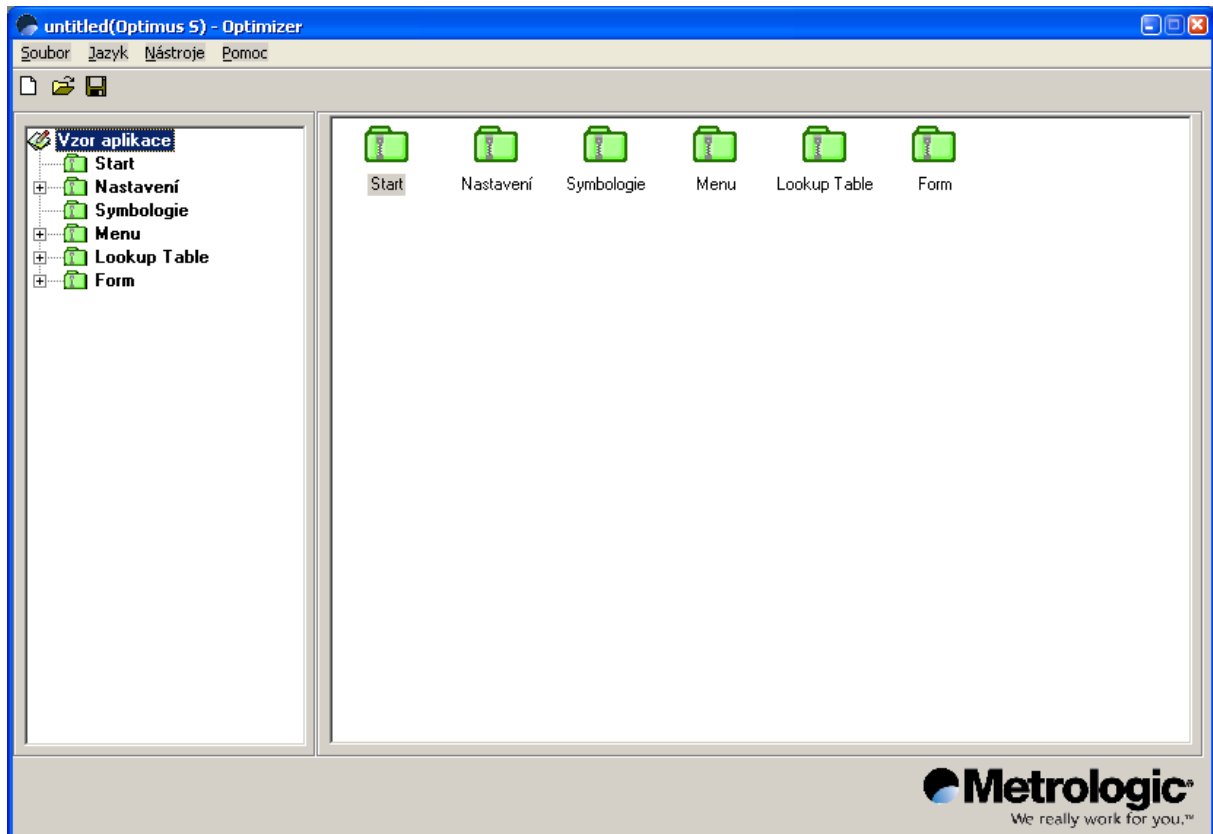 untitled(Optimus S) - Optimizer
Soubor Jazyk Nástroje Pomoc
Vzor aplikace
Start
Nastavení
Symbologie
Menu
Lookup Table
Form
Start Nastavení Symbologie Menu Lookup Table Form
Metrologic®
We really work for you.™